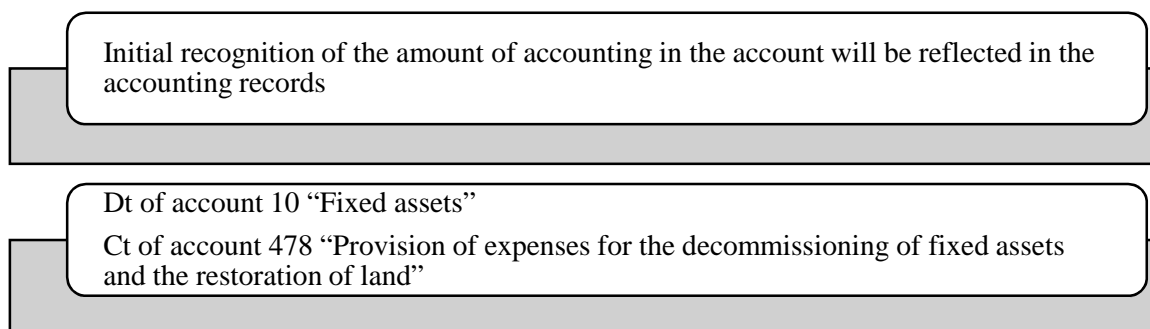 Initial recognition of the amount of accounting in the account will be reflected in the
accounting records
Dt of account 10 “Fixed assets”
Ct of account 478 “Provision of expenses for the decommissioning of fixed assets
and the restoration of land”